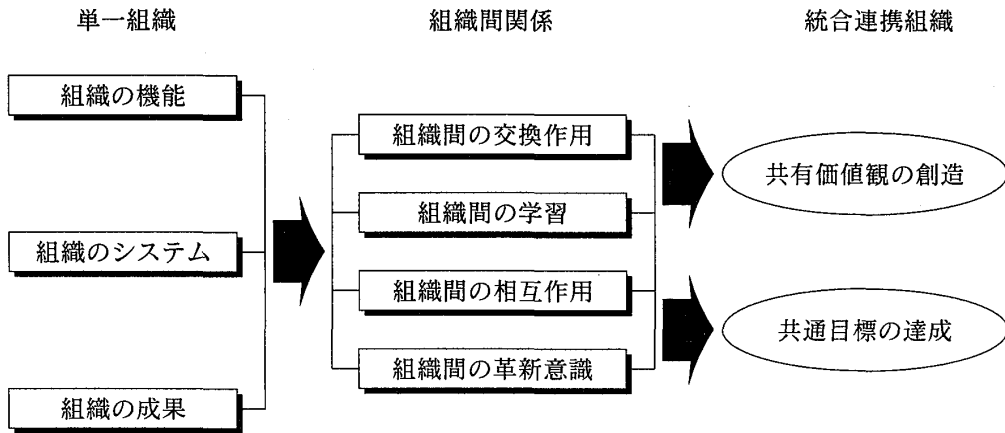 単一組織
組織間関係
統合連携組織
組織の機能
組織のシステム
組織の成果
組織間の交換作用
組織間の学習
組織間の相互作用
組織間の革新意識
共有価値観の創造
共通目標の達成